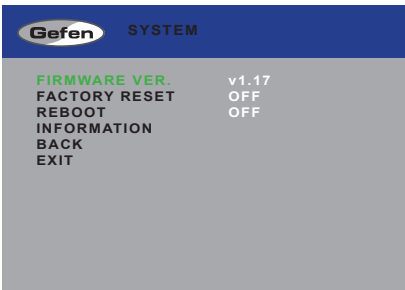 Gefen SYSTEM
FIRMWARE VER. v1.17
FACTORY RESET OFF
REBOOT OFF
INFORMATION
BACK
EXIT